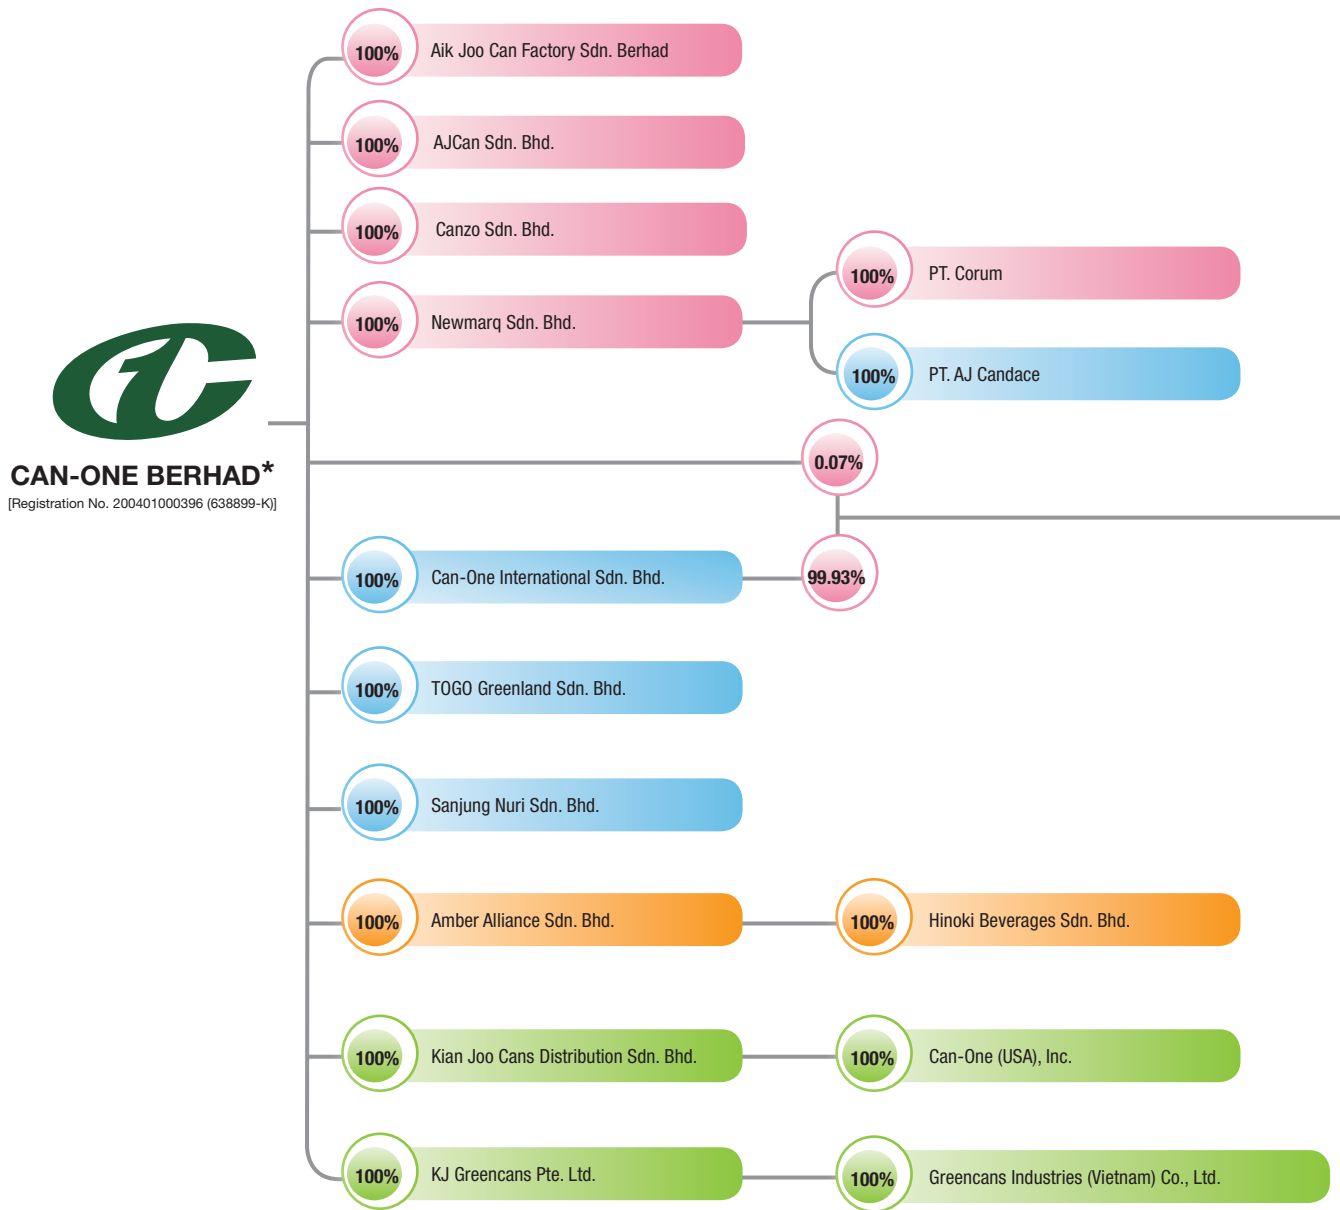 100% Aik Joo Can Factory Sdn. Berhad
100% AJCan Sdn. Bhd.
100% Canzo Sdn. Bhd.
100% PT. Corum
100% Newmarq Sdn. Bhd.
100% PT. AJ Candace
CAN-ONE BERHAD*
[Registration No. 200401000396 (638899-K)]
0.07%
100% Can-One International Sdn. Bhd.
99.93%
100% TOGO Greenland Sdn. Bhd.
100% Sanjung Nuri Sdn. Bhd.
100% Amber Alliance Sdn. Bhd.
100% Hinoki Beverages Sdn. Bhd.
100% Kian Joo Cans Distribution Sdn. Bhd.
100% Can-One (USA), Inc.
100% KJ Greencans Pte. Ltd.
100% Greencans Industries (Vietnam) Co., Ltd.